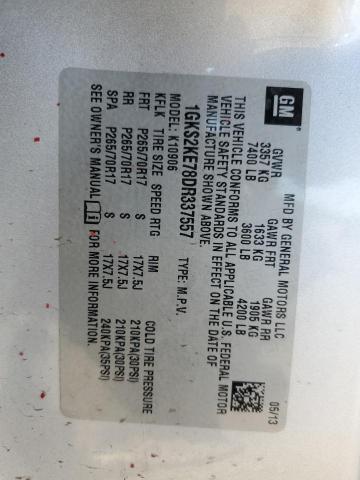 GM
MFD BY GENERAL MOTORS LLC
05/13
GVWR GAWR FRT GAWR RR
3357 KG 1633 KG 1905 KG
7400 LB 3600 LB 4200 LB
THIS VEHICLE CONFORMS TO ALL APPLICABLE U.S. FEDERAL MOTOR
VEHICLE SAFETY STANDARDS IN EFFECT ON THE DATE OF
MANUFACTURE SHOWN ABOVE.
1GKS2KE78DR337557 TYPE: M.P.V.
MODEL: K10906
KFLK TIRE SIZE SPEED RTG RIM COLD TIRE PRESSURE
FRT P265/70R17 S 17X7.5J 210KPA(30PSI)
RR P265/70R17 S 17X7.5J 210KPA(30PSI)
SPA P265/70R17 S 17X7.5J 240KPA(35PSI)
SEE OWNER'S MANUAL FOR MORE INFORMATION.